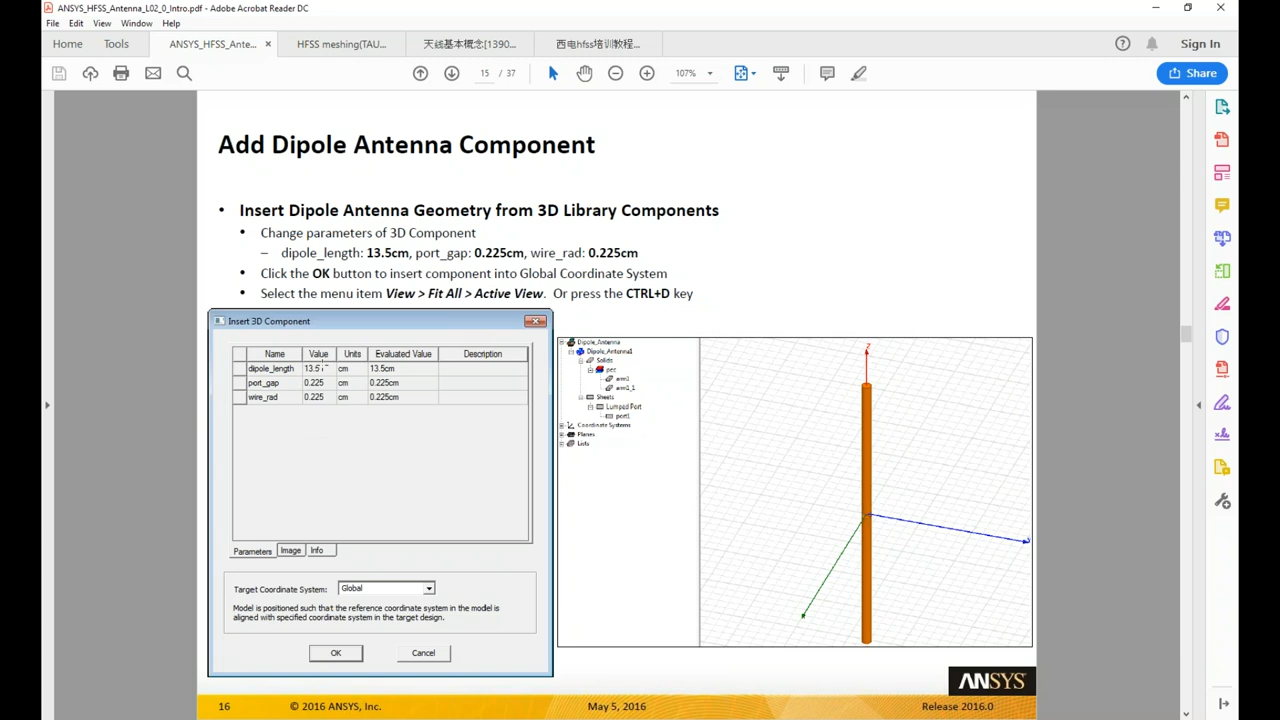 ANSYS_HFSS_Antenna_L02_0_Intro.pdf - Adobe Acrobat Reader DC
File Edit View Window Help
Home Tools ANSYS_HFSS_Ante... × HFSS meshing(TAU... 天线基本概念[1390... 西电hfss培训教程... Sign In
15 / 37 107% Share
Add Dipole Antenna Component
• Insert Dipole Antenna Geometry from 3D Library Components
• Change parameters of 3D Component
– dipole_length: 13.5cm, port_gap: 0.225cm, wire_rad: 0.225cm
• Click the OK button to insert component into Global Coordinate System
• Select the menu item View > Fit All > Active View. Or press the CTRL+D key
Insert 3D Component
Name Value Units Evaluated Value Description
dipole_length 13.5 cm 13.5cm
port_gap 0.225 cm 0.225cm
wire_rad 0.225 cm 0.225cm
Parameters Image Info
Target Coordinate System: Global
Model is positioned such that the reference coordinate system in the model is
aligned with specified coordinate system in the target design.
OK Cancel
Dipole_Antenna
Dipole_Antenna1
Solids
pec
arm1
arm1_1
Sheets
Lumped Port
port1
Coordinate Systems
Planes
Lists
Z
ANSYS
16 © 2016 ANSYS, Inc. May 5, 2016 Release 2016.0